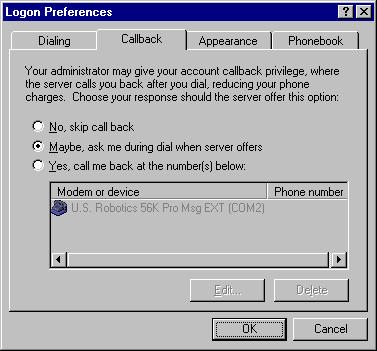 Logon Preferences
Dialing
Callback
Appearance
Phonebook
Your administrator may give your account callback privilege, where
the server calls you back after you dial, reducing your phone
charges. Choose your response should the server offer this option:
No, skip call back
Maybe, ask me during dial when server offers
Yes, call me back at the number(s) below:
Modem or device Phone number
U.S. Robotics 56K Pro Msg EXT (COM2)
Edit... Delete
OK Cancel